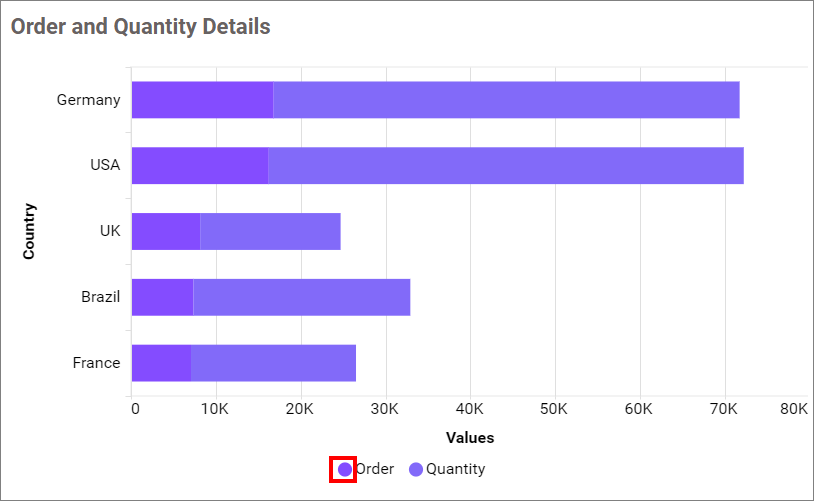 Order and Quantity Details
Germany
USA
UK
Brazil
France
Country
0 10K 20K 30K 40K 50K 60K 70K 80K
Values
Order Quantity